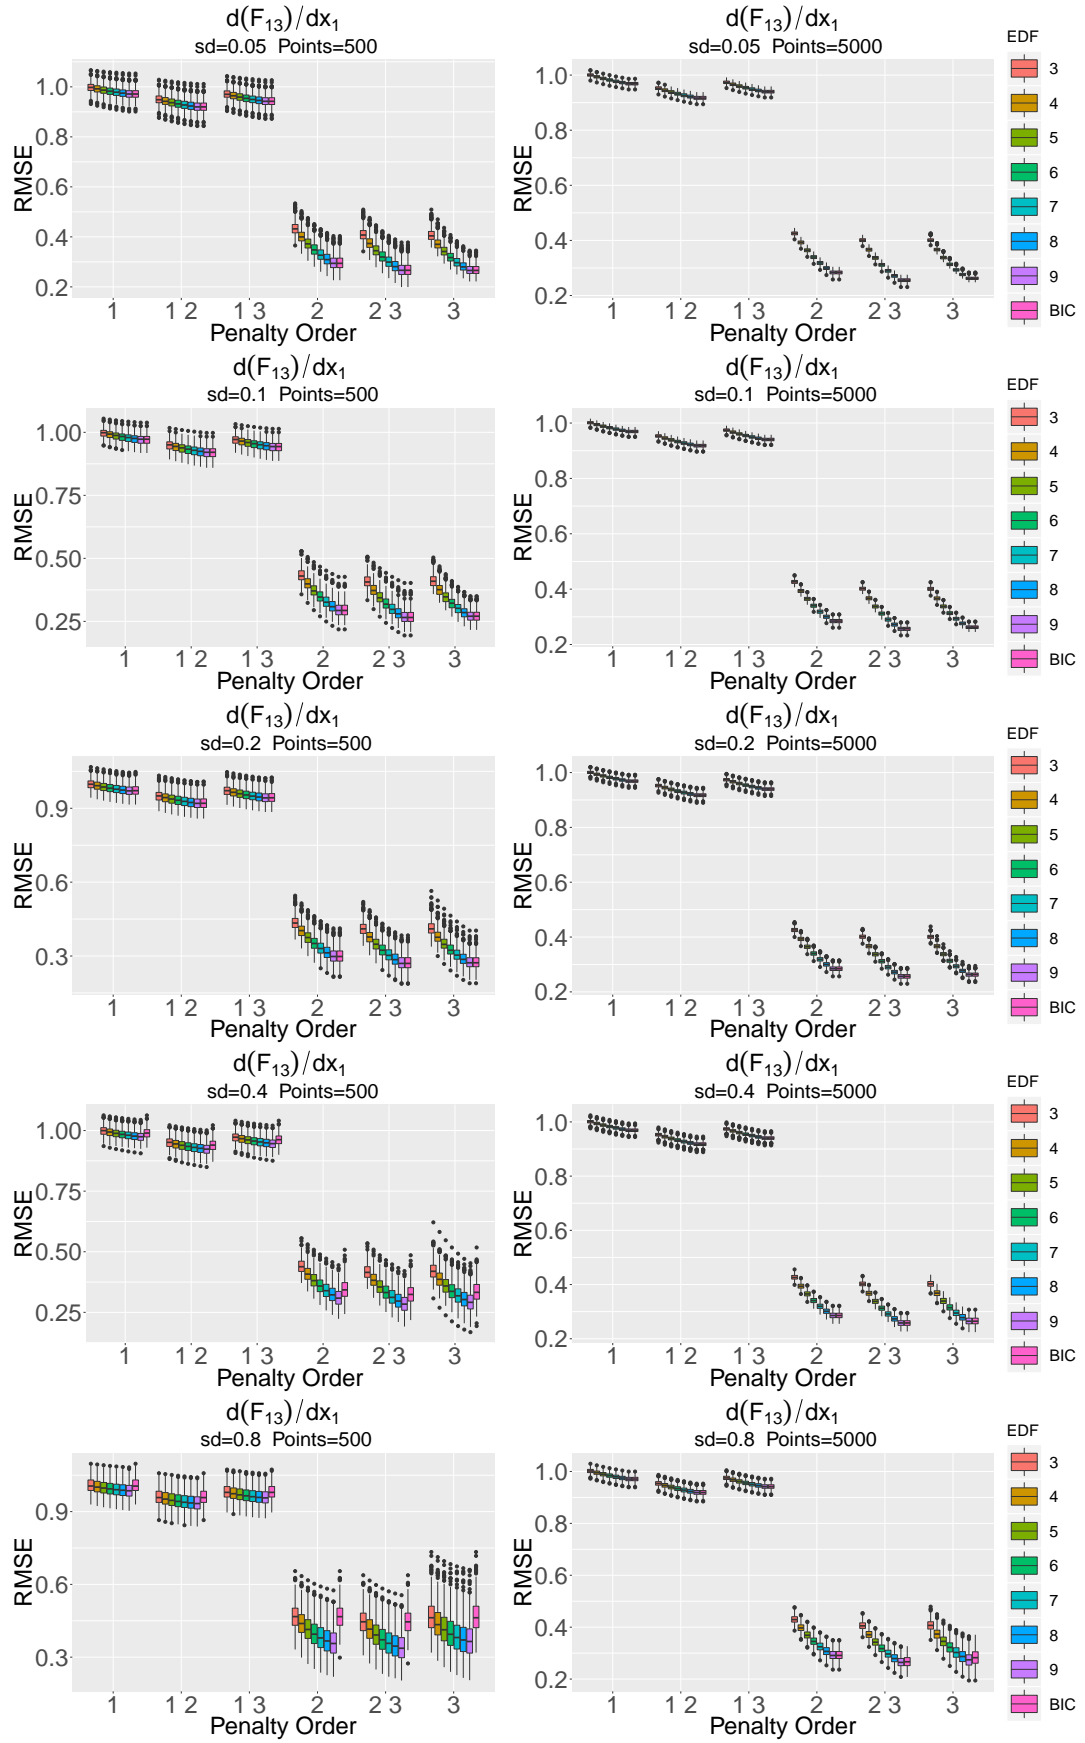 d(F13)/dx1
sd=0.05 Points=500
RMSE
1.0
0.8
0.6
0.4
0.2
1 1 2 1 3 2 2 3 3
Penalty Order
d(F13)/dx1
sd=0.05 Points=5000
RMSE
1.0
0.8
0.6
0.4
0.2
1 1 2 1 3 2 2 3 3
Penalty Order
EDF
3
4
5
6
7
8
9
BIC
d(F13)/dx1
sd=0.1 Points=500
RMSE
1.00
0.75
0.50
0.25
1 1 2 1 3 2 2 3 3
Penalty Order
d(F13)/dx1
sd=0.1 Points=5000
RMSE
1.0
0.8
0.6
0.4
0.2
1 1 2 1 3 2 2 3 3
Penalty Order
EDF
3
4
5
6
7
8
9
BIC
d(F13)/dx1
sd=0.2 Points=500
RMSE
0.9
0.6
0.3
1 1 2 1 3 2 2 3 3
Penalty Order
d(F13)/dx1
sd=0.2 Points=5000
RMSE
1.0
0.8
0.6
0.4
0.2
1 1 2 1 3 2 2 3 3
Penalty Order
EDF
3
4
5
6
7
8
9
BIC
d(F13)/dx1
sd=0.4 Points=500
RMSE
1.00
0.75
0.50
0.25
1 1 2 1 3 2 2 3 3
Penalty Order
d(F13)/dx1
sd=0.4 Points=5000
RMSE
1.0
0.8
0.6
0.4
0.2
1 1 2 1 3 2 2 3 3
Penalty Order
EDF
3
4
5
6
7
8
9
BIC
d(F13)/dx1
sd=0.8 Points=500
RMSE
0.9
0.6
0.3
1 1 2 1 3 2 2 3 3
Penalty Order
d(F13)/dx1
sd=0.8 Points=5000
RMSE
1.0
0.8
0.6
0.4
0.2
1 1 2 1 3 2 2 3 3
Penalty Order
EDF
3
4
5
6
7
8
9
BIC